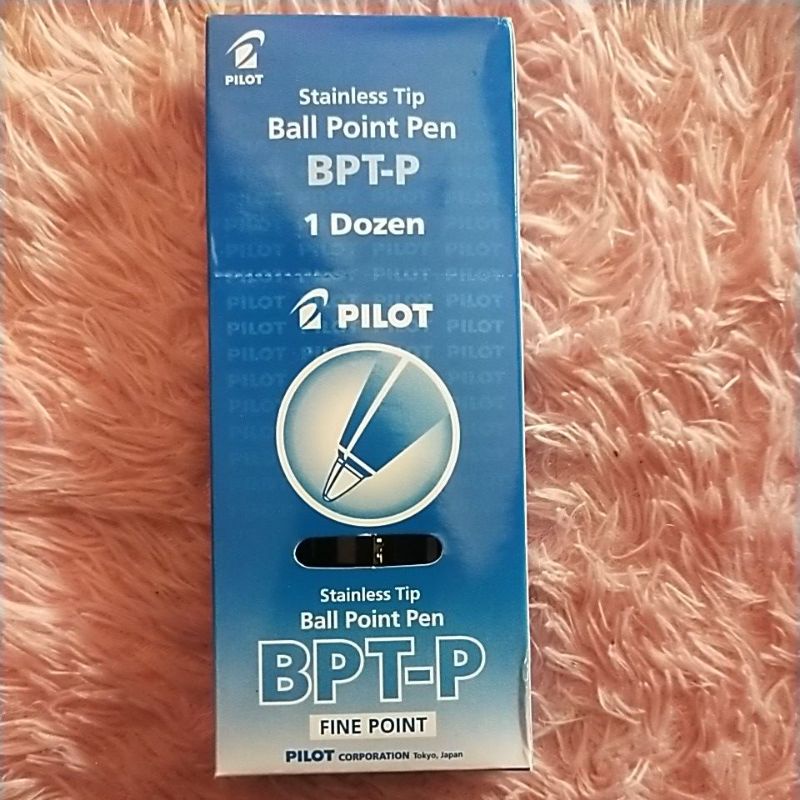 PILOT
Stainless Tip
Ball Point Pen
BPT-P
1 Dozen
PILOT
Stainless Tip
Ball Point Pen
BPT-P
FINE POINT
PILOT CORPORATION Tokyo, Japan